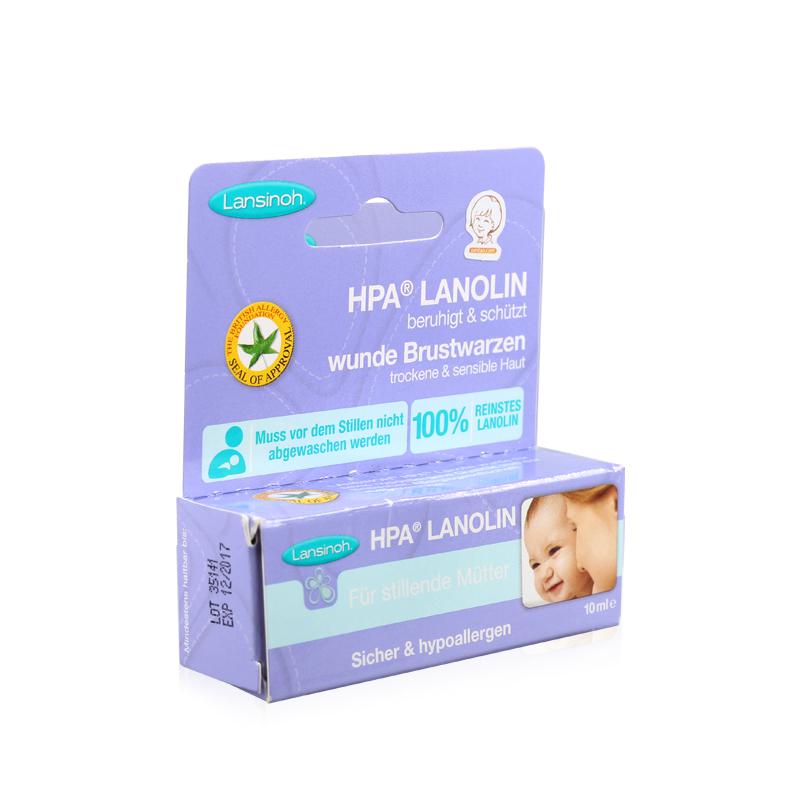 Lansinoh®
HPA® LANOLIN
beruhigt & schützt
wunde Brustwarzen
trockene & sensible Haut
THE BRITISH ALLERGY
FOUNDATION
SEAL OF APPROVAL
Muss vor dem Stillen nicht
abgewaschen werden
100%
REINSTES
LANOLIN
Mindestens haltbar bis:
LOT 35141
EXP 12/2017
Lansinoh®
HPA® LANOLIN
Für stillende Mütter
Sicher & hypoallergen
10 ml e